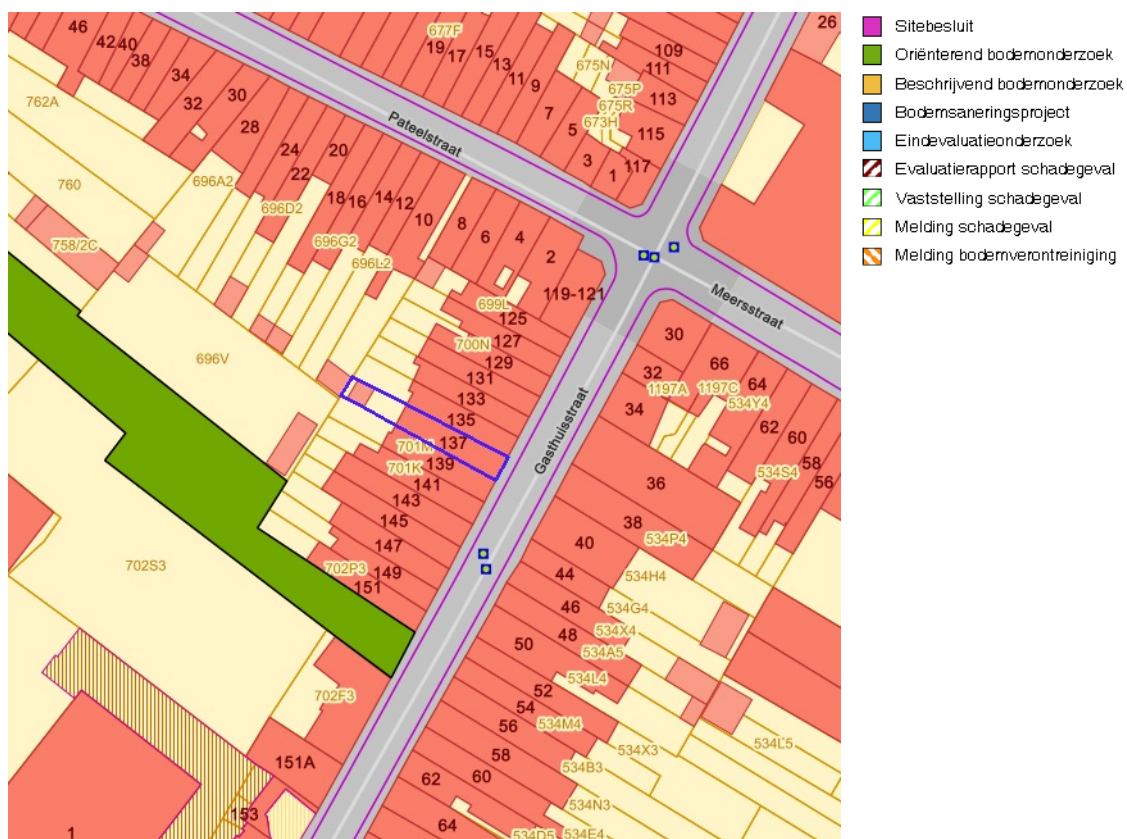 46
42
40
38
34
32
30
28
24
22
20
18
16
14
12
10
8
6
4
2
119-121
677F
19
17
15
13
11
9
7
5
3
1
675N
675P
675R
673H
109
111
113
115
117
26
Pateelstraat
Meersstraat
Gasthuisstraat
762A
760
758/2C
696A2
696D2
696G2
696L2
696V
699L
125
127
700N
129
131
133
135
137
701M
139
701K
141
143
145
147
149
702P3
151
702S3
702F3
151A
153
1
30
32
34
66
64
62
60
58
56
1197A
1197C
534Y4
534S4
36
38
534P4
40
44
534H4
46
534G4
48
534X4
50
534A5
534L4
52
54
534M4
56
58
534X3
534L5
60
534B3
62
534N3
64
534D5
534E4
Sitebesluit
Oriënterend bodemonderzoek
Beschrijvend bodemonderzoek
Bodemsaneringsproject
Eindevaluatieonderzoek
Evaluatierapport schadegeval
Vaststelling schadegeval
Melding schadegeval
Melding bodemverontreiniging